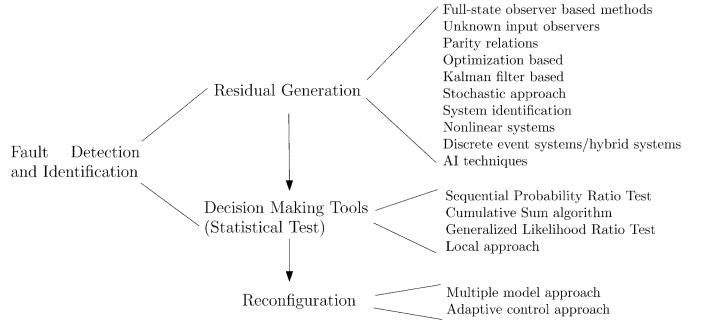 Full-state observer based methods
Unknown input observers
Parity relations
Optimization based
Kalman filter based
Stochastic approach
System identification
Nonlinear systems
Discrete event systems/hybrid systems
AI techniques
Residual Generation
Fault Detection
and Identification
Decision Making Tools
(Statistical Test)
Sequential Probability Ratio Test
Cumulative Sum algorithm
Generalized Likelihood Ratio Test
Local approach
Reconfiguration
Multiple model approach
Adaptive control approach